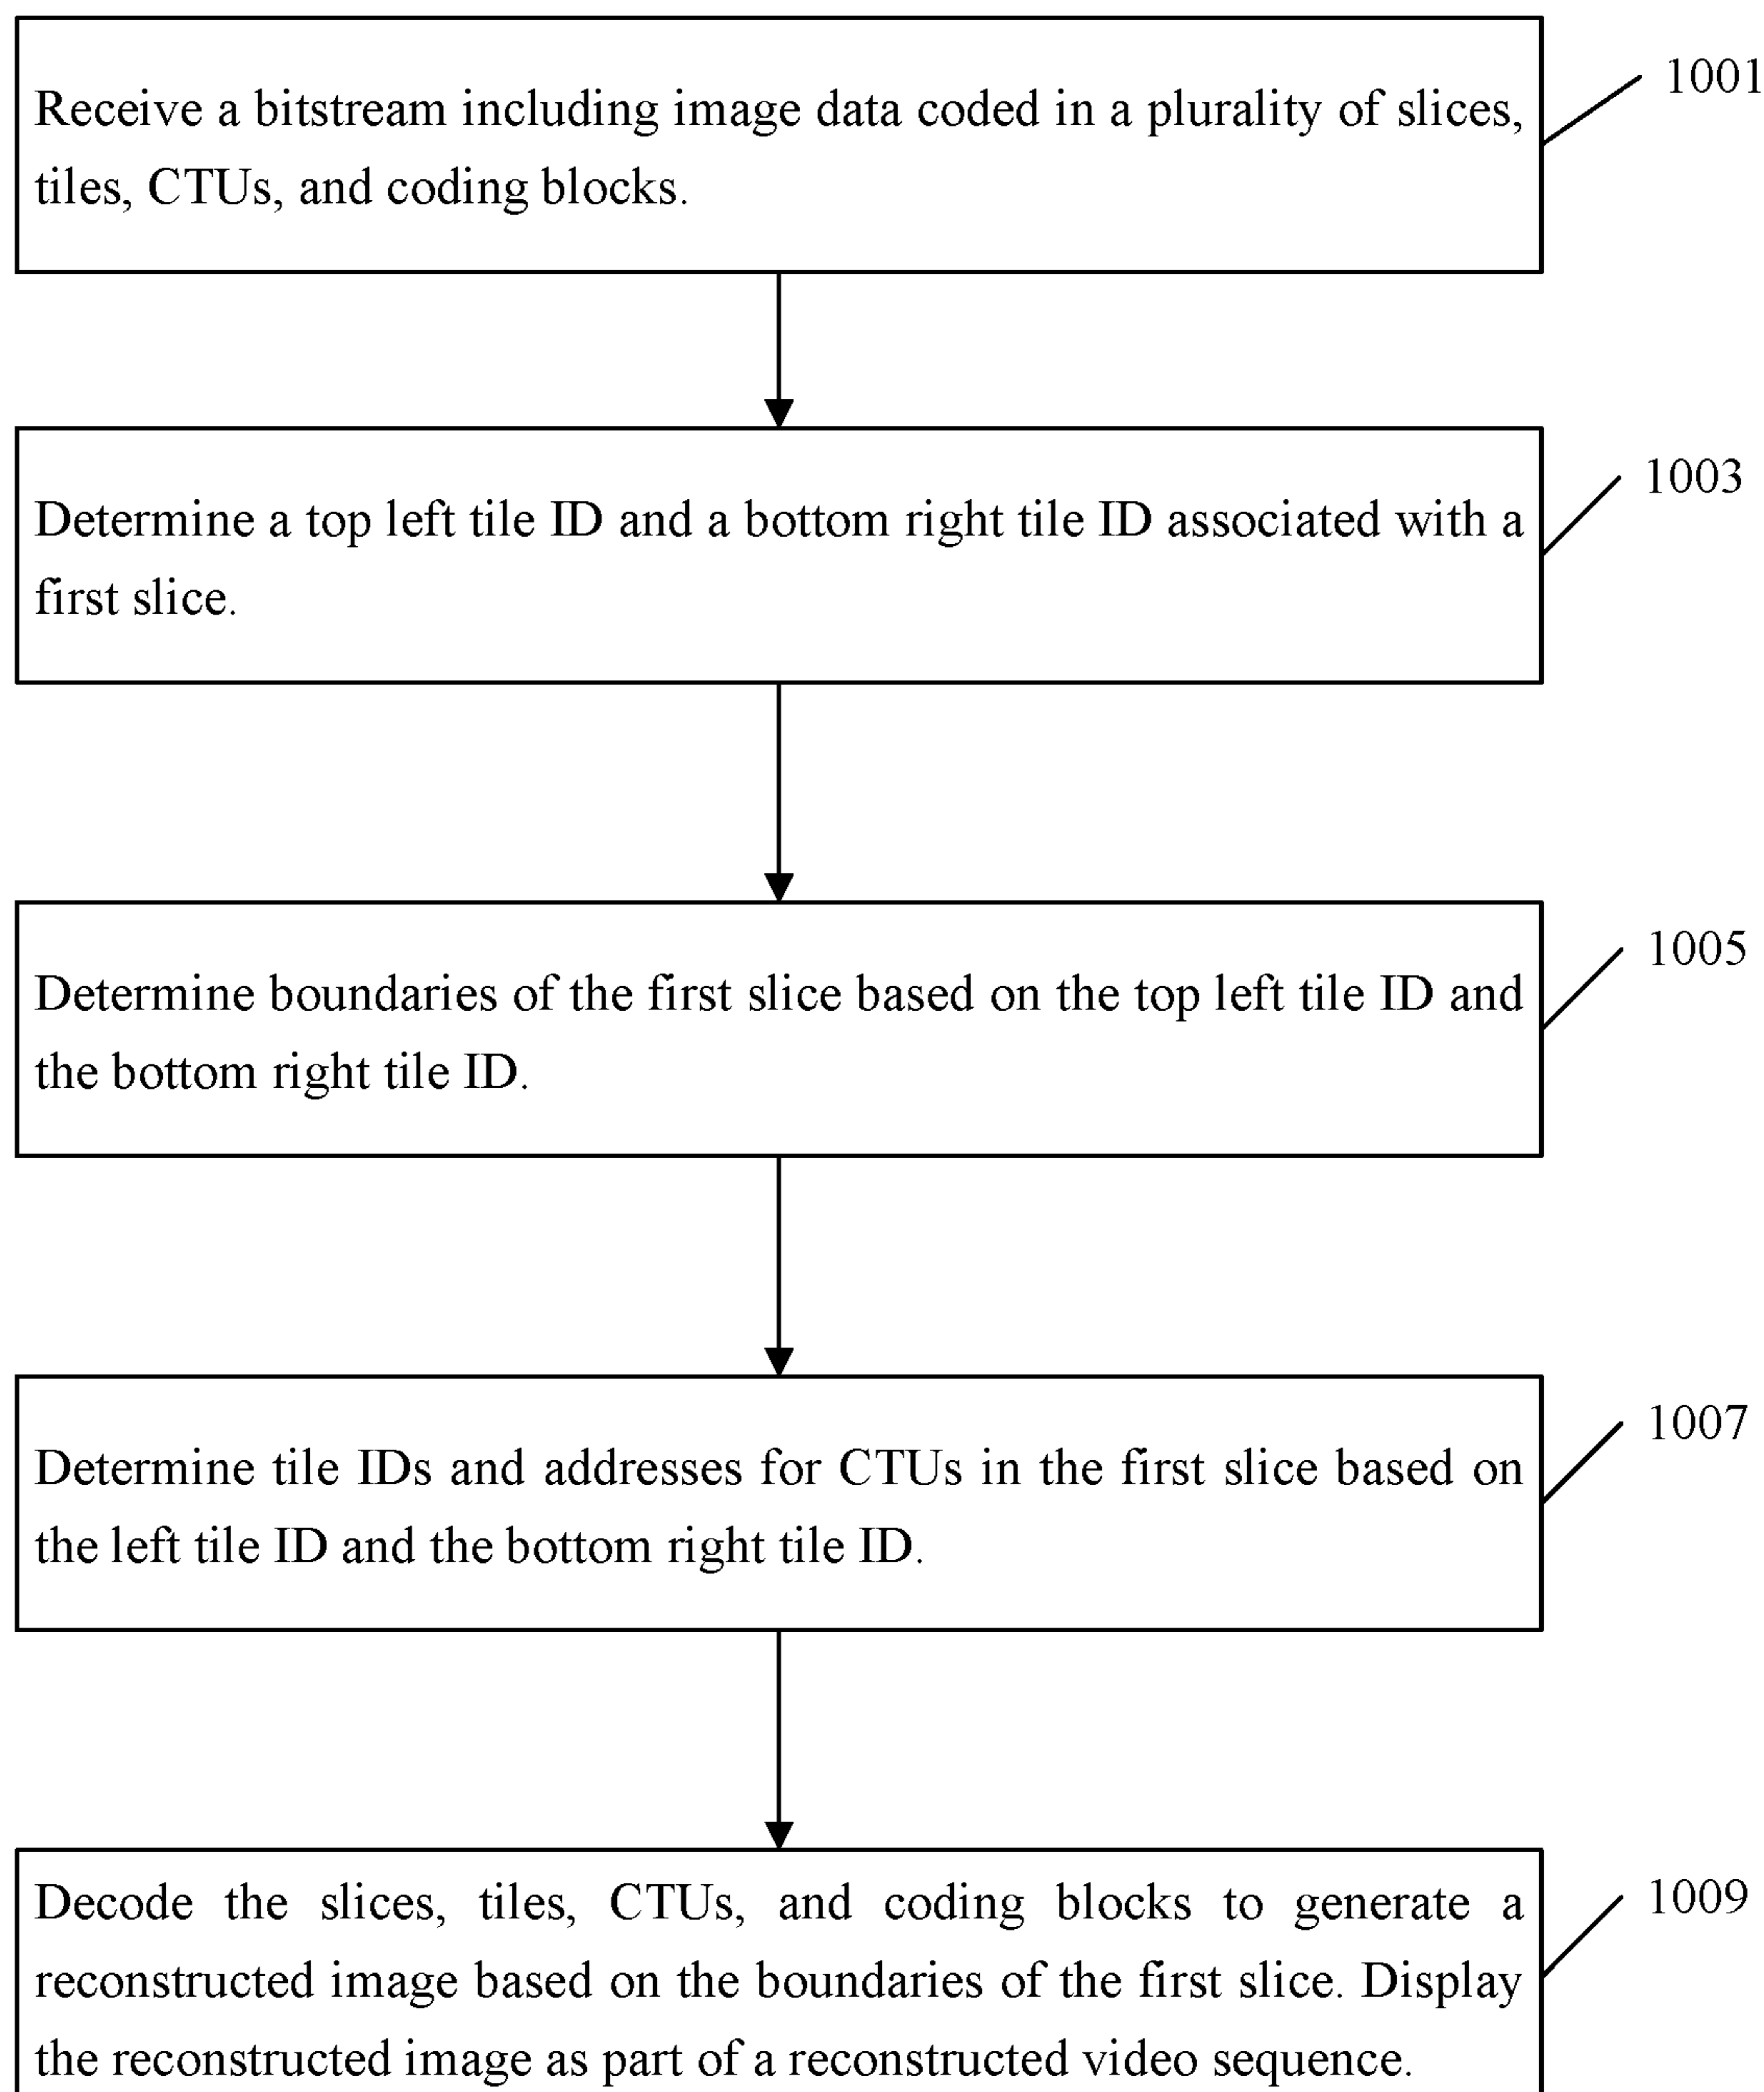 Receive a bitstream including image data coded in a plurality of slices,
tiles, CTUs, and coding blocks.
1001
Determine a top left tile ID and a bottom right tile ID associated with a
first slice.
1003
Determine boundaries of the first slice based on the top left tile ID and
the bottom right tile ID.
1005
Determine tile IDs and addresses for CTUs in the first slice based on
the left tile ID and the bottom right tile ID.
1007
Decode the slices, tiles, CTUs, and coding blocks to generate a
reconstructed image based on the boundaries of the first slice. Display
the reconstructed image as part of a reconstructed video sequence.
1009